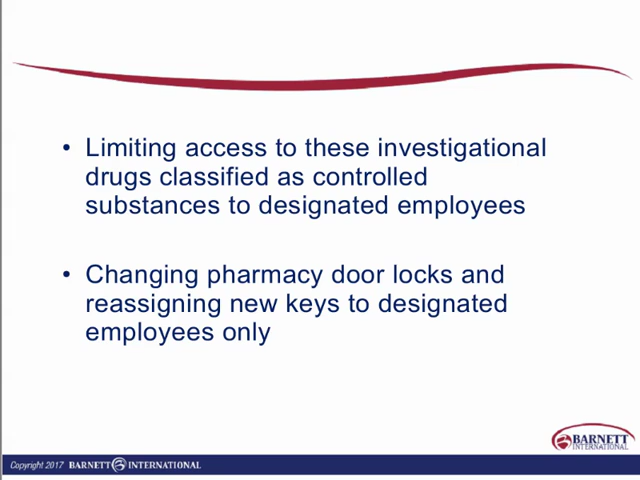 • Limiting access to these investigational
drugs classified as controlled
substances to designated employees
• Changing pharmacy door locks and
reassigning new keys to designated
employees only
BARNETT
INTERNATIONAL
Copyright 2017 BARNETT INTERNATIONAL